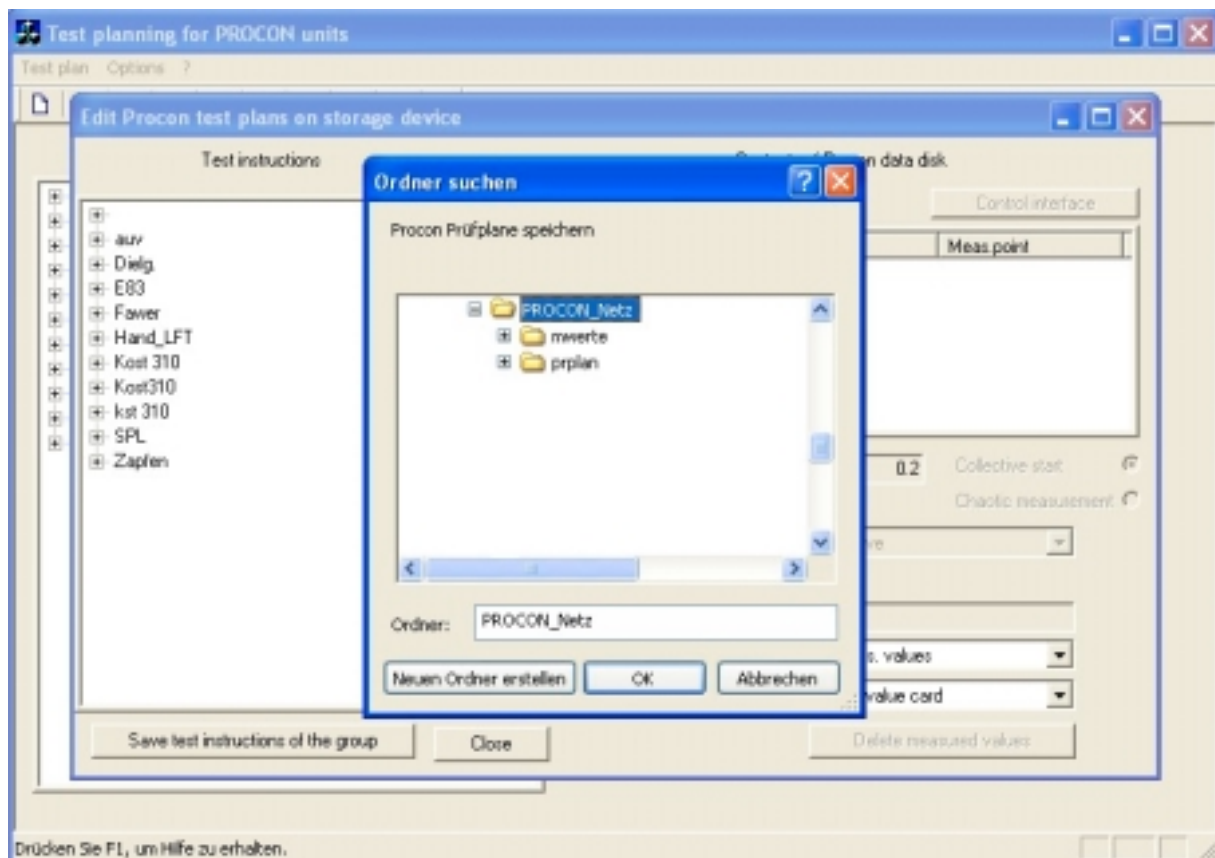 Test planning for PROCON units
Test plan Options ?
Edit Procon test plans on storage device
Test instructions
data disk
Control interface
Ordner suchen
Procon Prüfplane speichern
Meas.point
auv
Dielg.
E83
Fawer
Hand_LFT
Kost 310
Kost310
kst 310
SPL
Zapfen
PROCON_Netz
mwerte
prplan
0.2
Collective start
Chaotic measurement
Ordner:
PROCON_Netz
values
value card
Neuen Ordner erstellen
OK
Abbrechen
Save test instructions of the group
Close
Delete measured values
Drücken Sie F1, um Hilfe zu erhalten.